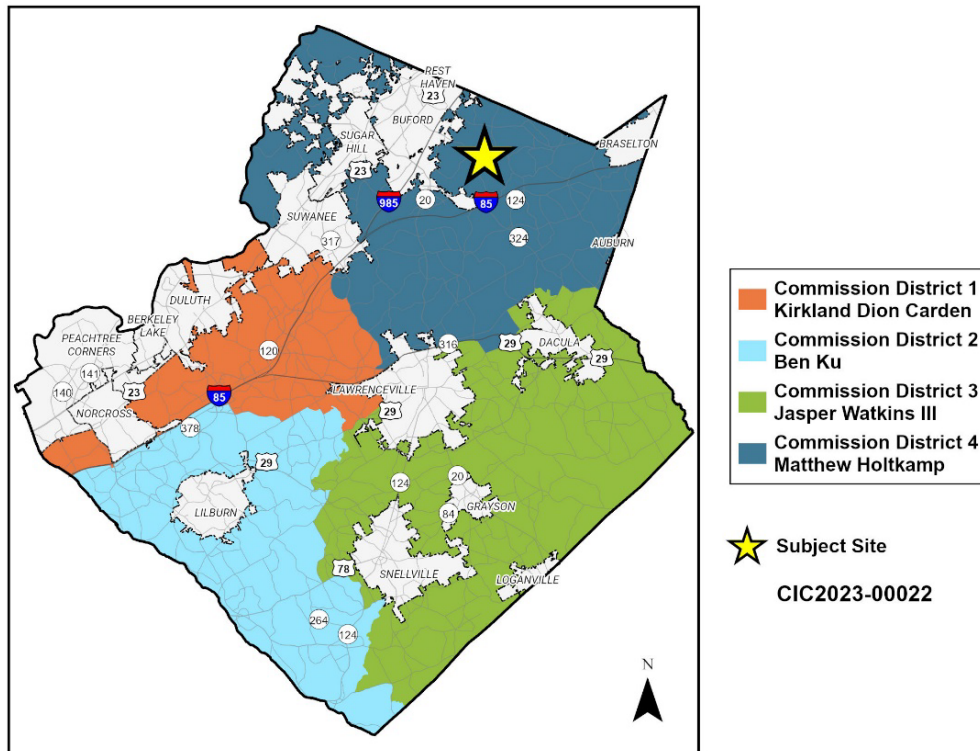 REST
HAVEN
23
BUFORD
SUGAR
HILL
23
BRASELTON
985
20
85
124
SUWANEE
317
324
AUBURN
DULUTH
BERKELEY
LAKE
PEACHTREE
CORNERS
141
140
23
NORCROSS
120
85
316
29
DACULA
29
LAWRENCEVILLE
29
378
29
LILBURN
124
20
84
GRAYSON
78
SNELLVILLE
LOGANVILLE
264
124
N
Commission District 1
Kirkland Dion Carden
Commission District 2
Ben Ku
Commission District 3
Jasper Watkins III
Commission District 4
Matthew Holtkamp
Subject Site
CIC2023-00022